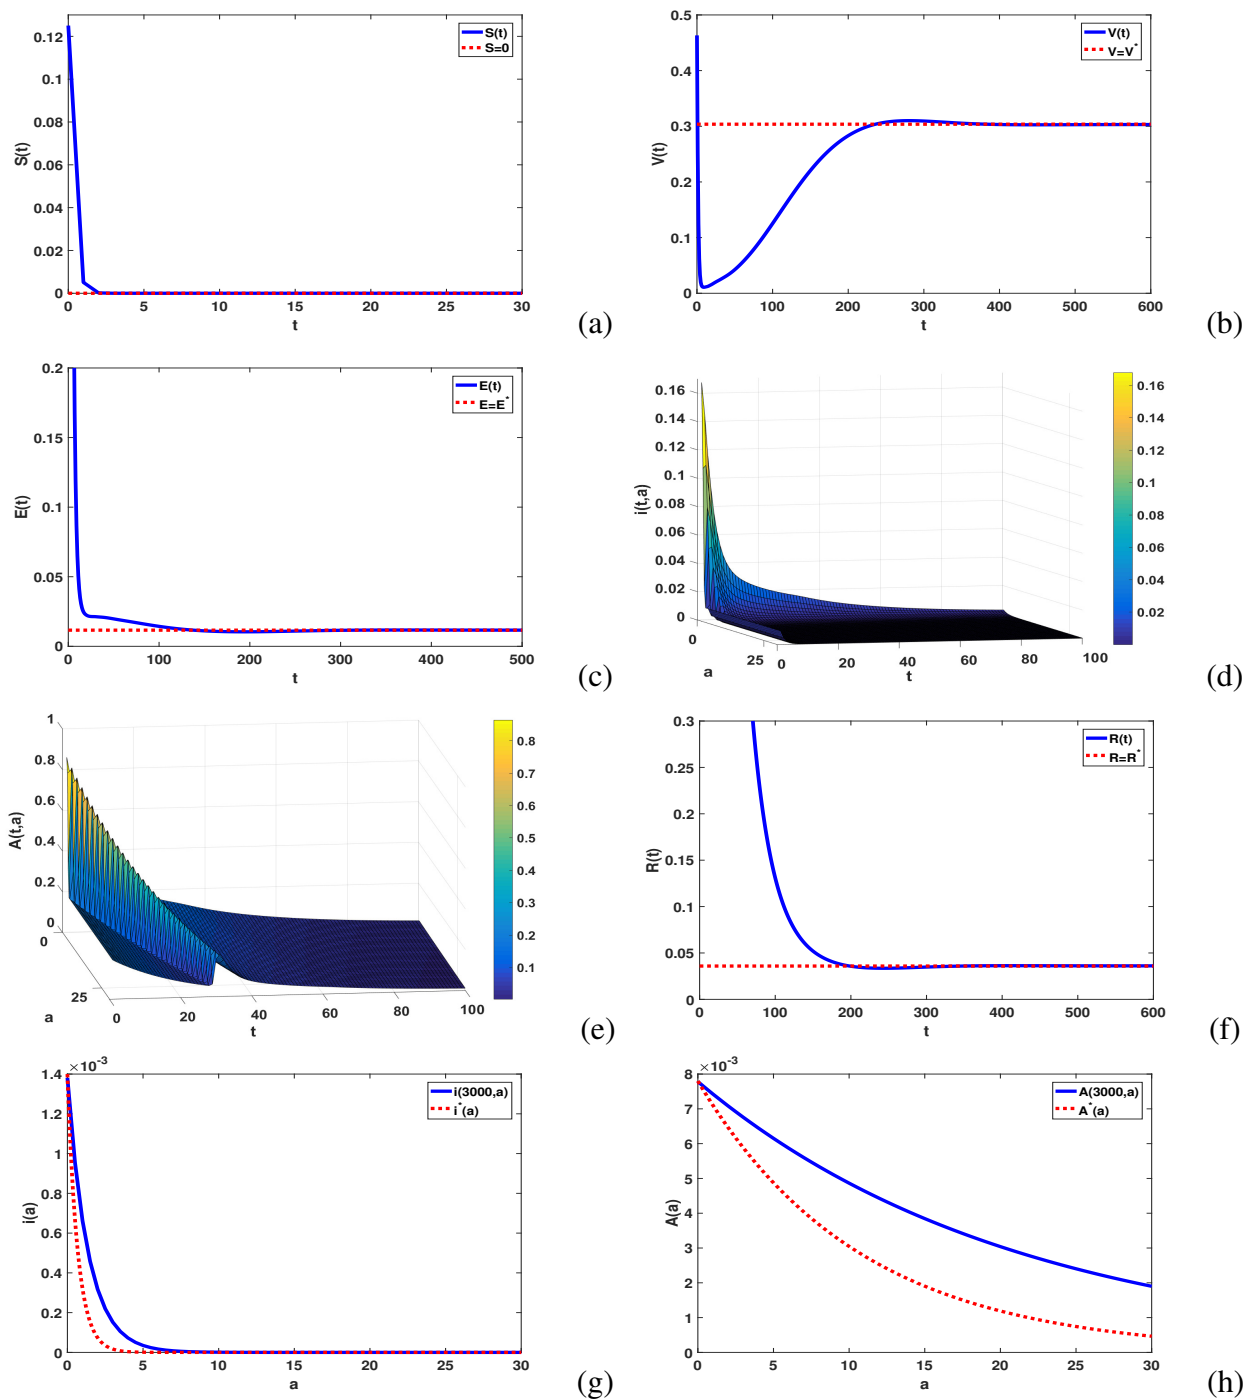 S(t)
S=0
0.12
0.1
0.08
0.06
0.04
0.02
0
S(t)
0 5 10 15 20 25 30
t
(a)
V(t)
V=V*
0.5
0.4
0.3
0.2
0.1
0
V(t)
0 100 200 300 400 500 600
t
(b)
E(t)
E=E*
0.2
0.15
0.1
0.05
0
E(t)
0 100 200 300 400 500
t
(c)
0.16
0.14
0.12
0.1
0.08
0.06
0.04
0.02
0
i(t,a)
0
25
a
0 20 40 60 80 100
t
0.16
0.14
0.12
0.1
0.08
0.06
0.04
0.02
(d)
1
0.8
0.6
0.4
0.2
0
A(t,a)
0
25
a
0 20 40 60 80 100
t
0.8
0.7
0.6
0.5
0.4
0.3
0.2
0.1
(e)
R(t)
R=R*
0.3
0.25
0.2
0.15
0.1
0.05
0
R(t)
0 100 200 300 400 500 600
t
(f)
×10-3
i(3000,a)
i*(a)
1.4
1.2
1
0.8
0.6
0.4
0.2
0
i(a)
0 5 10 15 20 25 30
a
(g)
×10-3
A(3000,a)
A*(a)
8
7
6
5
4
3
2
1
0
A(a)
0 5 10 15 20 25 30
a
(h)